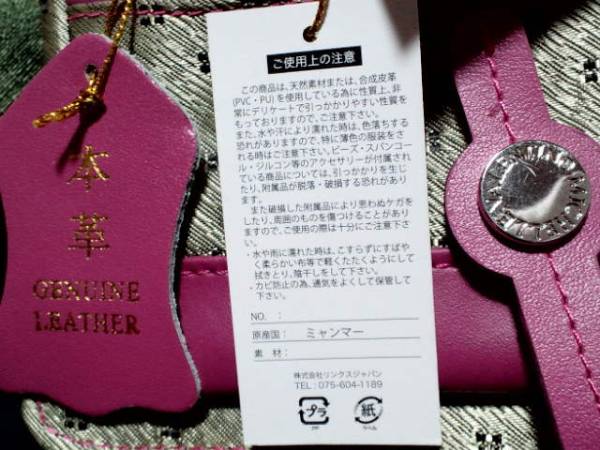 本
革
GENUINE
LEATHER
ご使用上の注意
この商品は、天然素材または、合成皮革
(PVC・PU)を使用している為に性質上、非
常にデリケートで引っかかりやすい性質を
もっておりますので、ご注意下さい。
また、水や汗により濡れた時は、色落ちする
恐れがありますので、特に薄色の服装をさ
れる時はご注意下さい。ビーズ・スパンコー
ル・ジルコン等のアクセサリーが付属され
ている商品については、引っかかりを生じ
たり、附属品が脱落・破損する恐れがあり
ます。
また破損した附属品により思わぬケガを
したり、周囲のものを傷つけることがあり
ますので、ご使用の際は十分にご注意下さ
い。
・水や雨に濡れた時は、こすらずにすばや
く柔らかい布等で軽くたたくようにして
拭きとり、陰干しをして下さい。
・カビ防止の為、通気をよくして保管して
下さい。
NO.：
原産国： ミャンマー
素 材：
株式会社リンクスジャパン
TEL：075-604-1189
プラ
PP
紙
ラベル